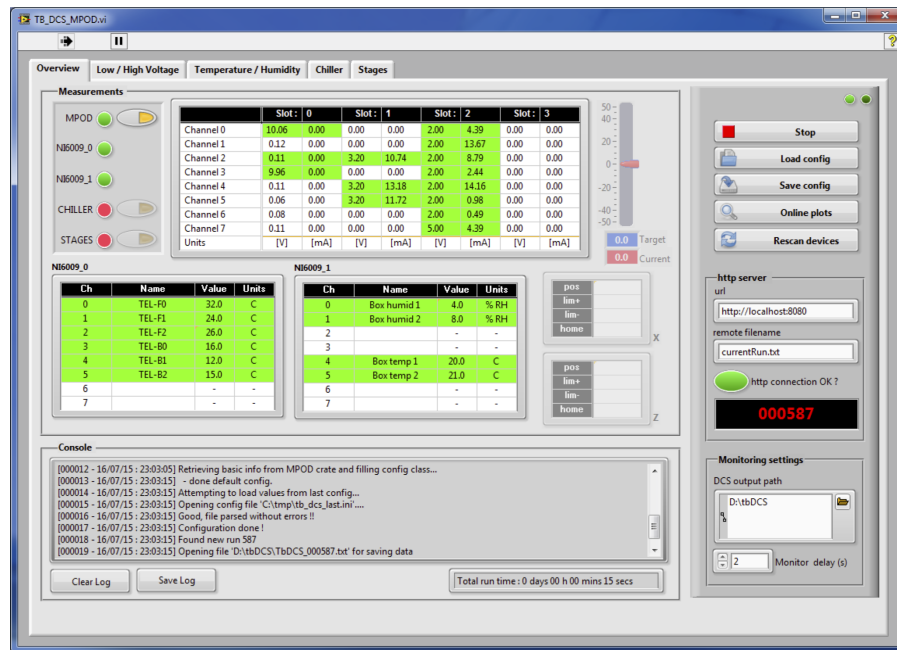 TB_DCS_MPOD.vi
Overview Low / High Voltage Temperature / Humidity Chiller Stages
Measurements
MPOD
NI6009_0
NI6009_1
CHILLER
STAGES
Slot: 0 Slot: 1 Slot: 2 Slot: 3
Channel 0 10.06 0.00 0.00 0.00 2.00 4.39 0.00 0.00
Channel 1 0.12 0.00 0.00 0.00 2.00 13.67 0.00 0.00
Channel 2 0.11 0.00 3.20 10.74 2.00 8.79 0.00 0.00
Channel 3 9.96 0.00 0.00 0.00 2.00 2.44 0.00 0.00
Channel 4 0.11 0.00 3.20 13.18 2.00 14.16 0.00 0.00
Channel 5 0.06 0.00 3.20 11.72 2.00 0.98 0.00 0.00
Channel 6 0.08 0.00 0.00 0.00 2.00 0.49 0.00 0.00
Channel 7 0.11 0.00 0.00 0.00 5.00 4.39 0.00 0.00
Units [V] [mA] [V] [mA] [V] [mA] [V] [mA]
50
40
20
0
-20
-40
-50
0.0 Target
0.0 Current
NI6009_0
Ch Name Value Units
0 TEL-F0 32.0 C
1 TEL-F1 24.0 C
2 TEL-F2 26.0 C
3 TEL-B0 16.0 C
4 TEL-B1 12.0 C
5 TEL-B2 15.0 C
6 - -
7 - -
NI6009_1
Ch Name Value Units
0 Box humid 1 4.0 % RH
1 Box humid 2 8.0 % RH
2 - -
3 - -
4 Box temp 1 20.0 C
5 Box temp 2 21.0 C
6 - -
7 - -
pos
lim+
lim-
home
X
pos
lim+
lim-
home
Z
Console
[000012 - 16/07/15 : 23:03:05] Retrieving basic info from MPOD crate and filling config class...
[000013 - 16/07/15 : 23:03:15] - done default config.
[000014 - 16/07/15 : 23:03:15] Attempting to load values from last config...
[000015 - 16/07/15 : 23:03:15] Opening config file 'C:\tmp\tb_dcs_last.ini'....
[000016 - 16/07/15 : 23:03:15] Good, file parsed without errors !!
[000017 - 16/07/15 : 23:03:15] Configuration done !
[000018 - 16/07/15 : 23:03:15] Found new run 587
[000019 - 16/07/15 : 23:03:15] Opening file 'D:\tbDCS\TbDCS_000587.txt' for saving data
Clear Log Save Log Total run time : 0 days 00 h 00 mins 15 secs
Stop
Load config
Save config
Online plots
Rescan devices
http server
url
http://localhost:8080
remote filename
currentRun.txt
http connection OK ?
000587
Monitoring settings
DCS output path
D:\tbDCS
2 Monitor delay (s)